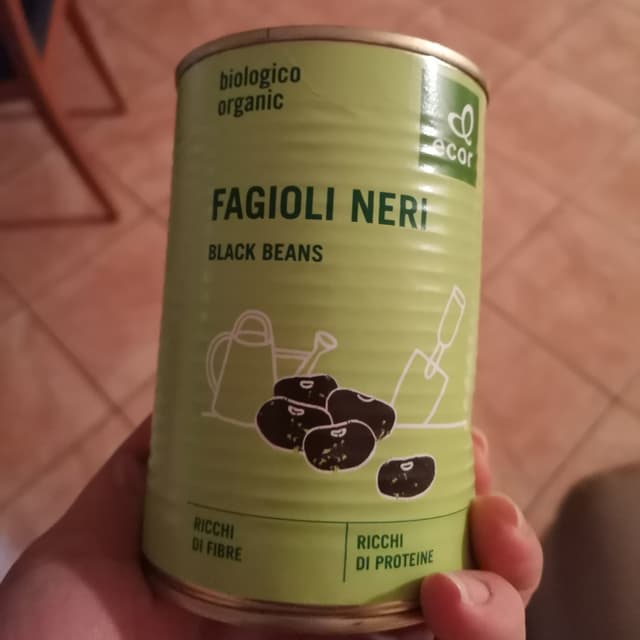 biologico
organic
ecor
FAGIOLI NERI
BLACK BEANS
RICCHI
DI FIBRE
RICCHI
DI PROTEINE